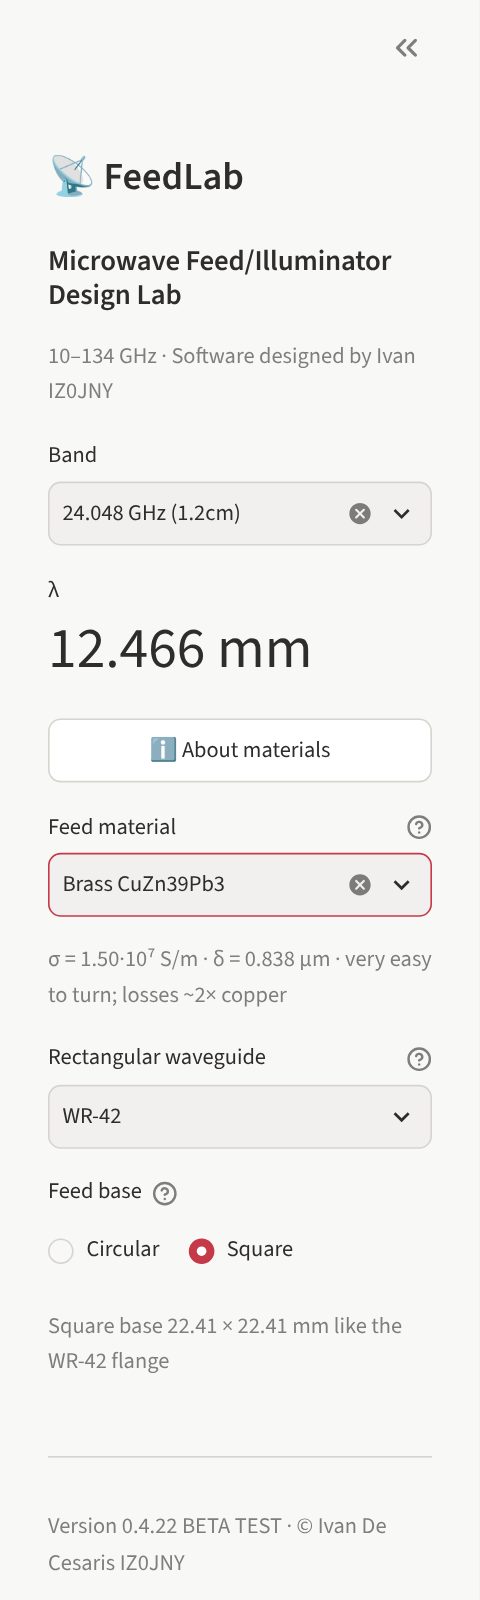 FeedLab
Microwave Feed/Illuminator
Design Lab
10–134 GHz · Software designed by Ivan
IZ0JNY
Band
24.048 GHz (1.2cm)
λ
12.466 mm
ℹ️ About materials
Feed material
Brass CuZn39Pb3
σ = 1.50·10⁷ S/m · δ = 0.838 µm · very easy
to turn; losses ~2× copper
Rectangular waveguide
WR-42
Feed base
Circular
Square
Square base 22.41 × 22.41 mm like the
WR-42 flange
Version 0.4.22 BETA TEST · © Ivan De
Cesaris IZ0JNY